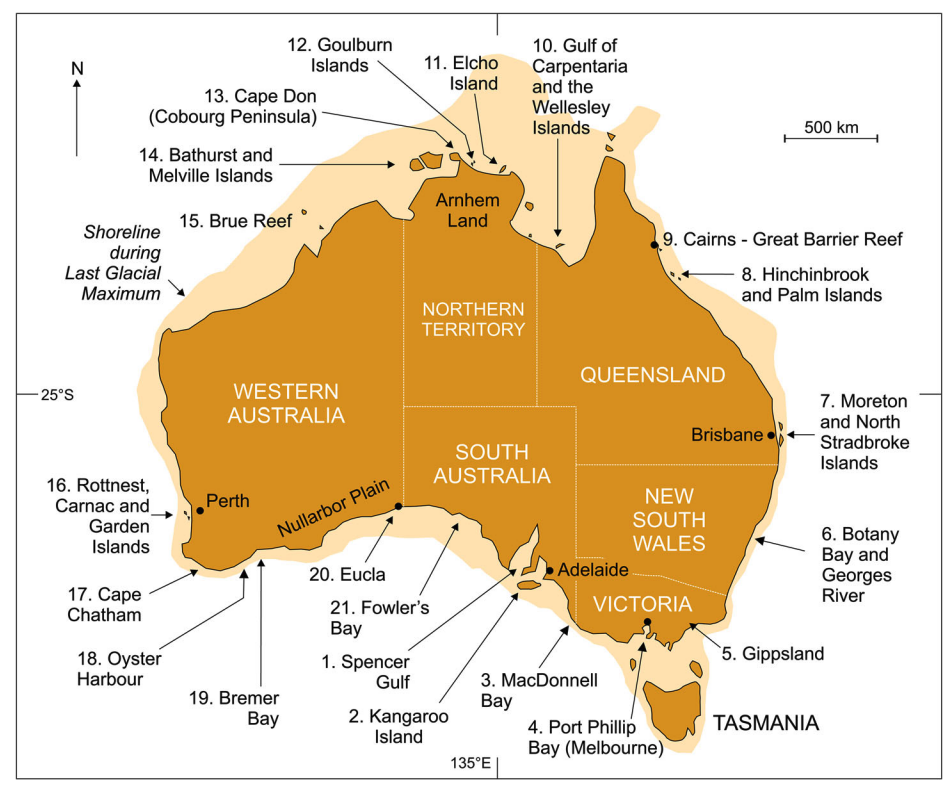 12. Goulburn
Islands
11. Elcho
Island
10. Gulf of
Carpentaria
and the
Wellesley
Islands
N
13. Cape Don
(Cobourg Peninsula)
500 km
14. Bathurst and
Melville Islands
Arnhem
Land
15. Brue Reef
Shoreline
during
Last Glacial
Maximum
9. Cairns - Great Barrier Reef
8. Hinchinbrook
and Palm Islands
NORTHERN
TERRITORY
QUEENSLAND
WESTERN
AUSTRALIA
25°S
7. Moreton
and North
Stradbroke
Islands
Brisbane
SOUTH
AUSTRALIA
16. Rottnest,
Carnac and
Garden
Islands
Perth
Nullarbor Plain
NEW
SOUTH
WALES
6. Botany
Bay and
Georges
River
20. Eucla
Adelaide
17. Cape
Chatham
21. Fowler's
Bay
VICTORIA
18. Oyster
Harbour
1. Spencer
Gulf
5. Gippsland
19. Bremer
Bay
3. MacDonnell
Bay
2. Kangaroo
Island
4. Port Phillip
Bay (Melbourne)
TASMANIA
135°E